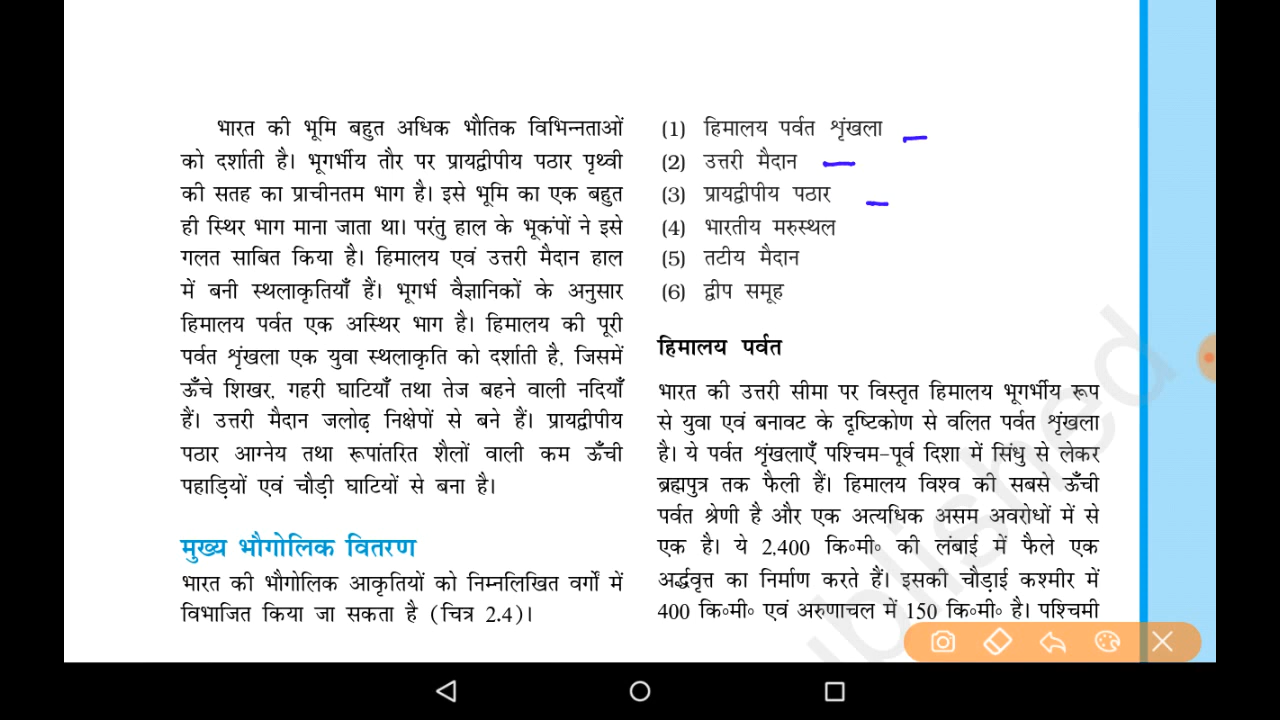 भारत की भूमि बहुत अधिक भौतिक विभिन्नताओं
को दर्शाती है। भूगर्भीय तौर पर प्रायद्वीपीय पठार पृथ्वी
की सतह का प्राचीनतम भाग है। इसे भूमि का एक बहुत
ही स्थिर भाग माना जाता था। परंतु हाल के भूकंपों ने इसे
गलत साबित किया है। हिमालय एवं उत्तरी मैदान हाल
में बनी स्थलाकृतियाँ हैं। भूगर्भ वैज्ञानिकों के अनुसार
हिमालय पर्वत एक अस्थिर भाग है। हिमालय की पूरी
पर्वत शृंखला एक युवा स्थलाकृति को दर्शाती है, जिसमें
ऊँचे शिखर, गहरी घाटियाँ तथा तेज बहने वाली नदियाँ
हैं। उत्तरी मैदान जलोढ़ निक्षेपों से बने हैं। प्रायद्वीपीय
पठार आग्नेय तथा रूपांतरित शैलों वाली कम ऊँची
पहाड़ियों एवं चौड़ी घाटियों से बना है।
मुख्य भौगोलिक वितरण
भारत की भौगोलिक आकृतियों को निम्नलिखित वर्गों में
विभाजित किया जा सकता है (चित्र 2.4)।
(1) हिमालय पर्वत शृंखला
(2) उत्तरी मैदान
(3) प्रायद्वीपीय पठार
(4) भारतीय मरुस्थल
(5) तटीय मैदान
(6) द्वीप समूह
हिमालय पर्वत
भारत की उत्तरी सीमा पर विस्तृत हिमालय भूगर्भीय रूप
से युवा एवं बनावट के दृष्टिकोण से वलित पर्वत शृंखला
है। ये पर्वत शृंखलाएँ पश्चिम-पूर्व दिशा में सिंधु से लेकर
ब्रह्मपुत्र तक फैली हैं। हिमालय विश्व की सबसे ऊँची
पर्वत श्रेणी है और एक अत्यधिक असम अवरोधों में से
एक है। ये 2,400 कि॰मी॰ की लंबाई में फैले एक
अर्द्धवृत्त का निर्माण करते हैं। इसकी चौड़ाई कश्मीर में
400 कि॰मी॰ एवं अरुणाचल में 150 कि॰मी॰ है। पश्चिमी
ublished